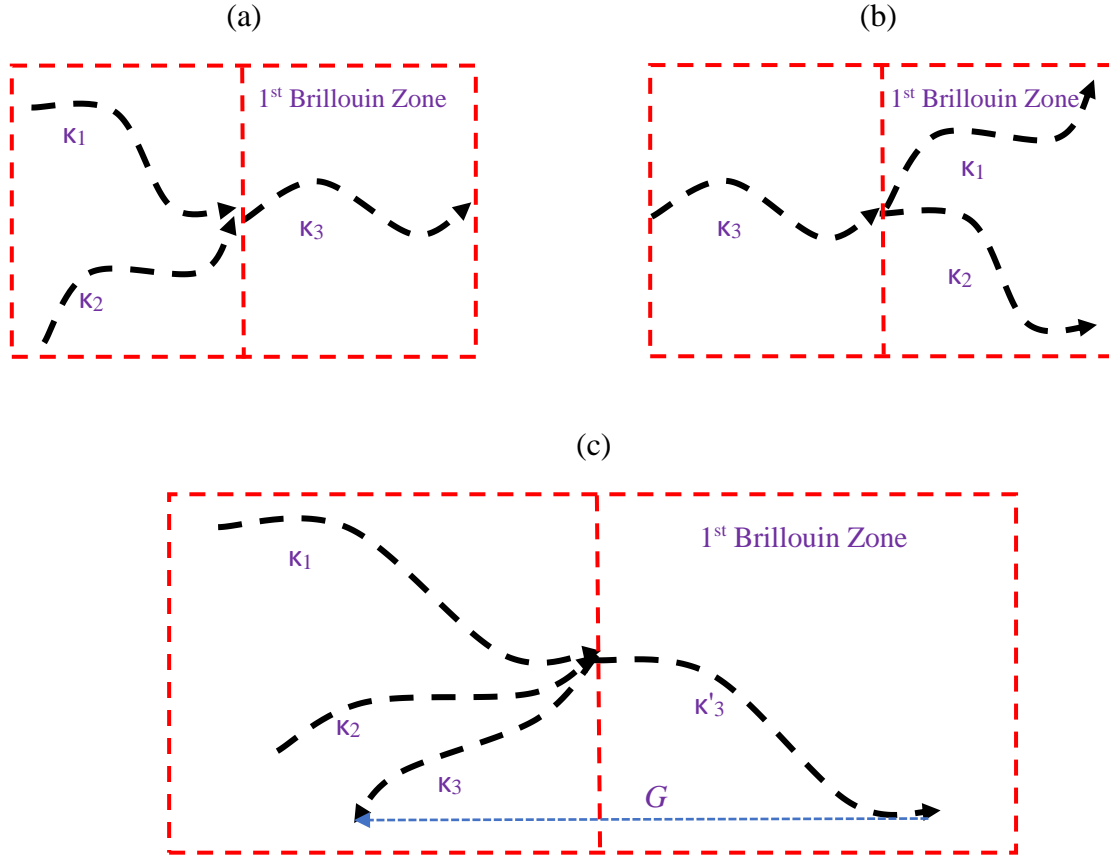 (a)
(b)
1st Brillouin Zone
1st Brillouin Zone
κ1
κ1
κ3
κ3
κ2
κ2
(c)
1st Brillouin Zone
κ1
κ2
κ'3
κ3
G